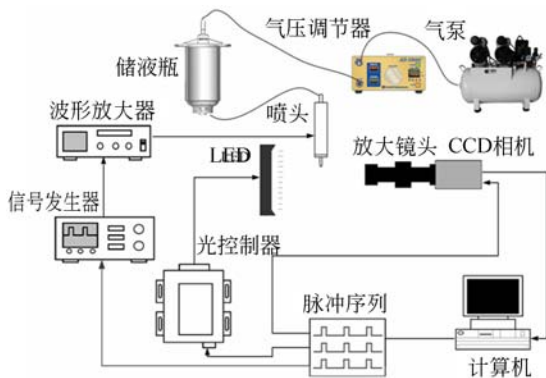 气压调节器
气泵
储液瓶
波形放大器
喷头
LED
放大镜头
CCD相机
信号发生器
光控制器
脉冲序列
计算机